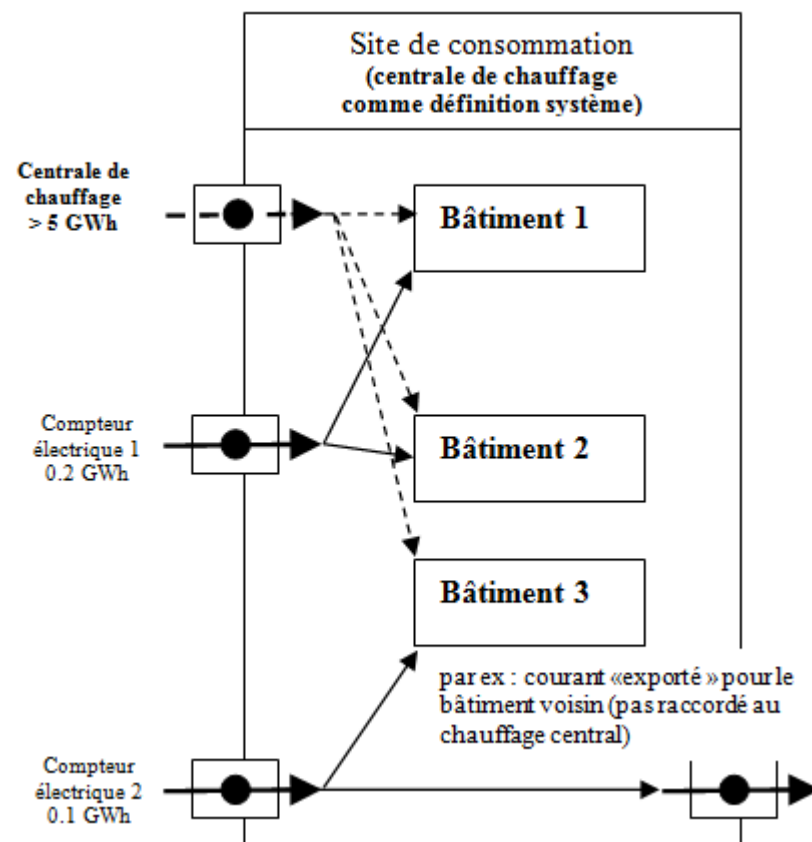 Site de consommation
(centrale de chauffage
comme définition système)
Centrale de
chauffage
> 5 GWh
Bâtiment 1
Compteur
électrique 1
0.2 GWh
Bâtiment 2
Bâtiment 3
par ex : courant «exporté » pour le
bâtiment voisin (pas raccordé au
chauffage central)
Compteur
électrique 2
0.1 GWh